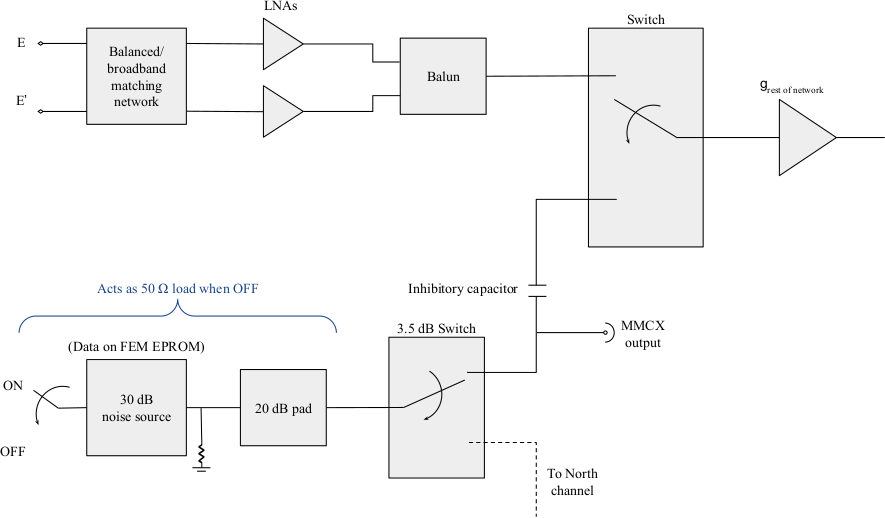 LNAs
Switch
E
Balanced/
broadband
matching
network
Balun
E'
g rest of network
Acts as 50 Ω load when OFF
Inhibitory capacitor
MMCX
output
3.5 dB Switch
(Data on FEM EPROM)
ON
30 dB
noise source
20 dB pad
OFF
To North
channel